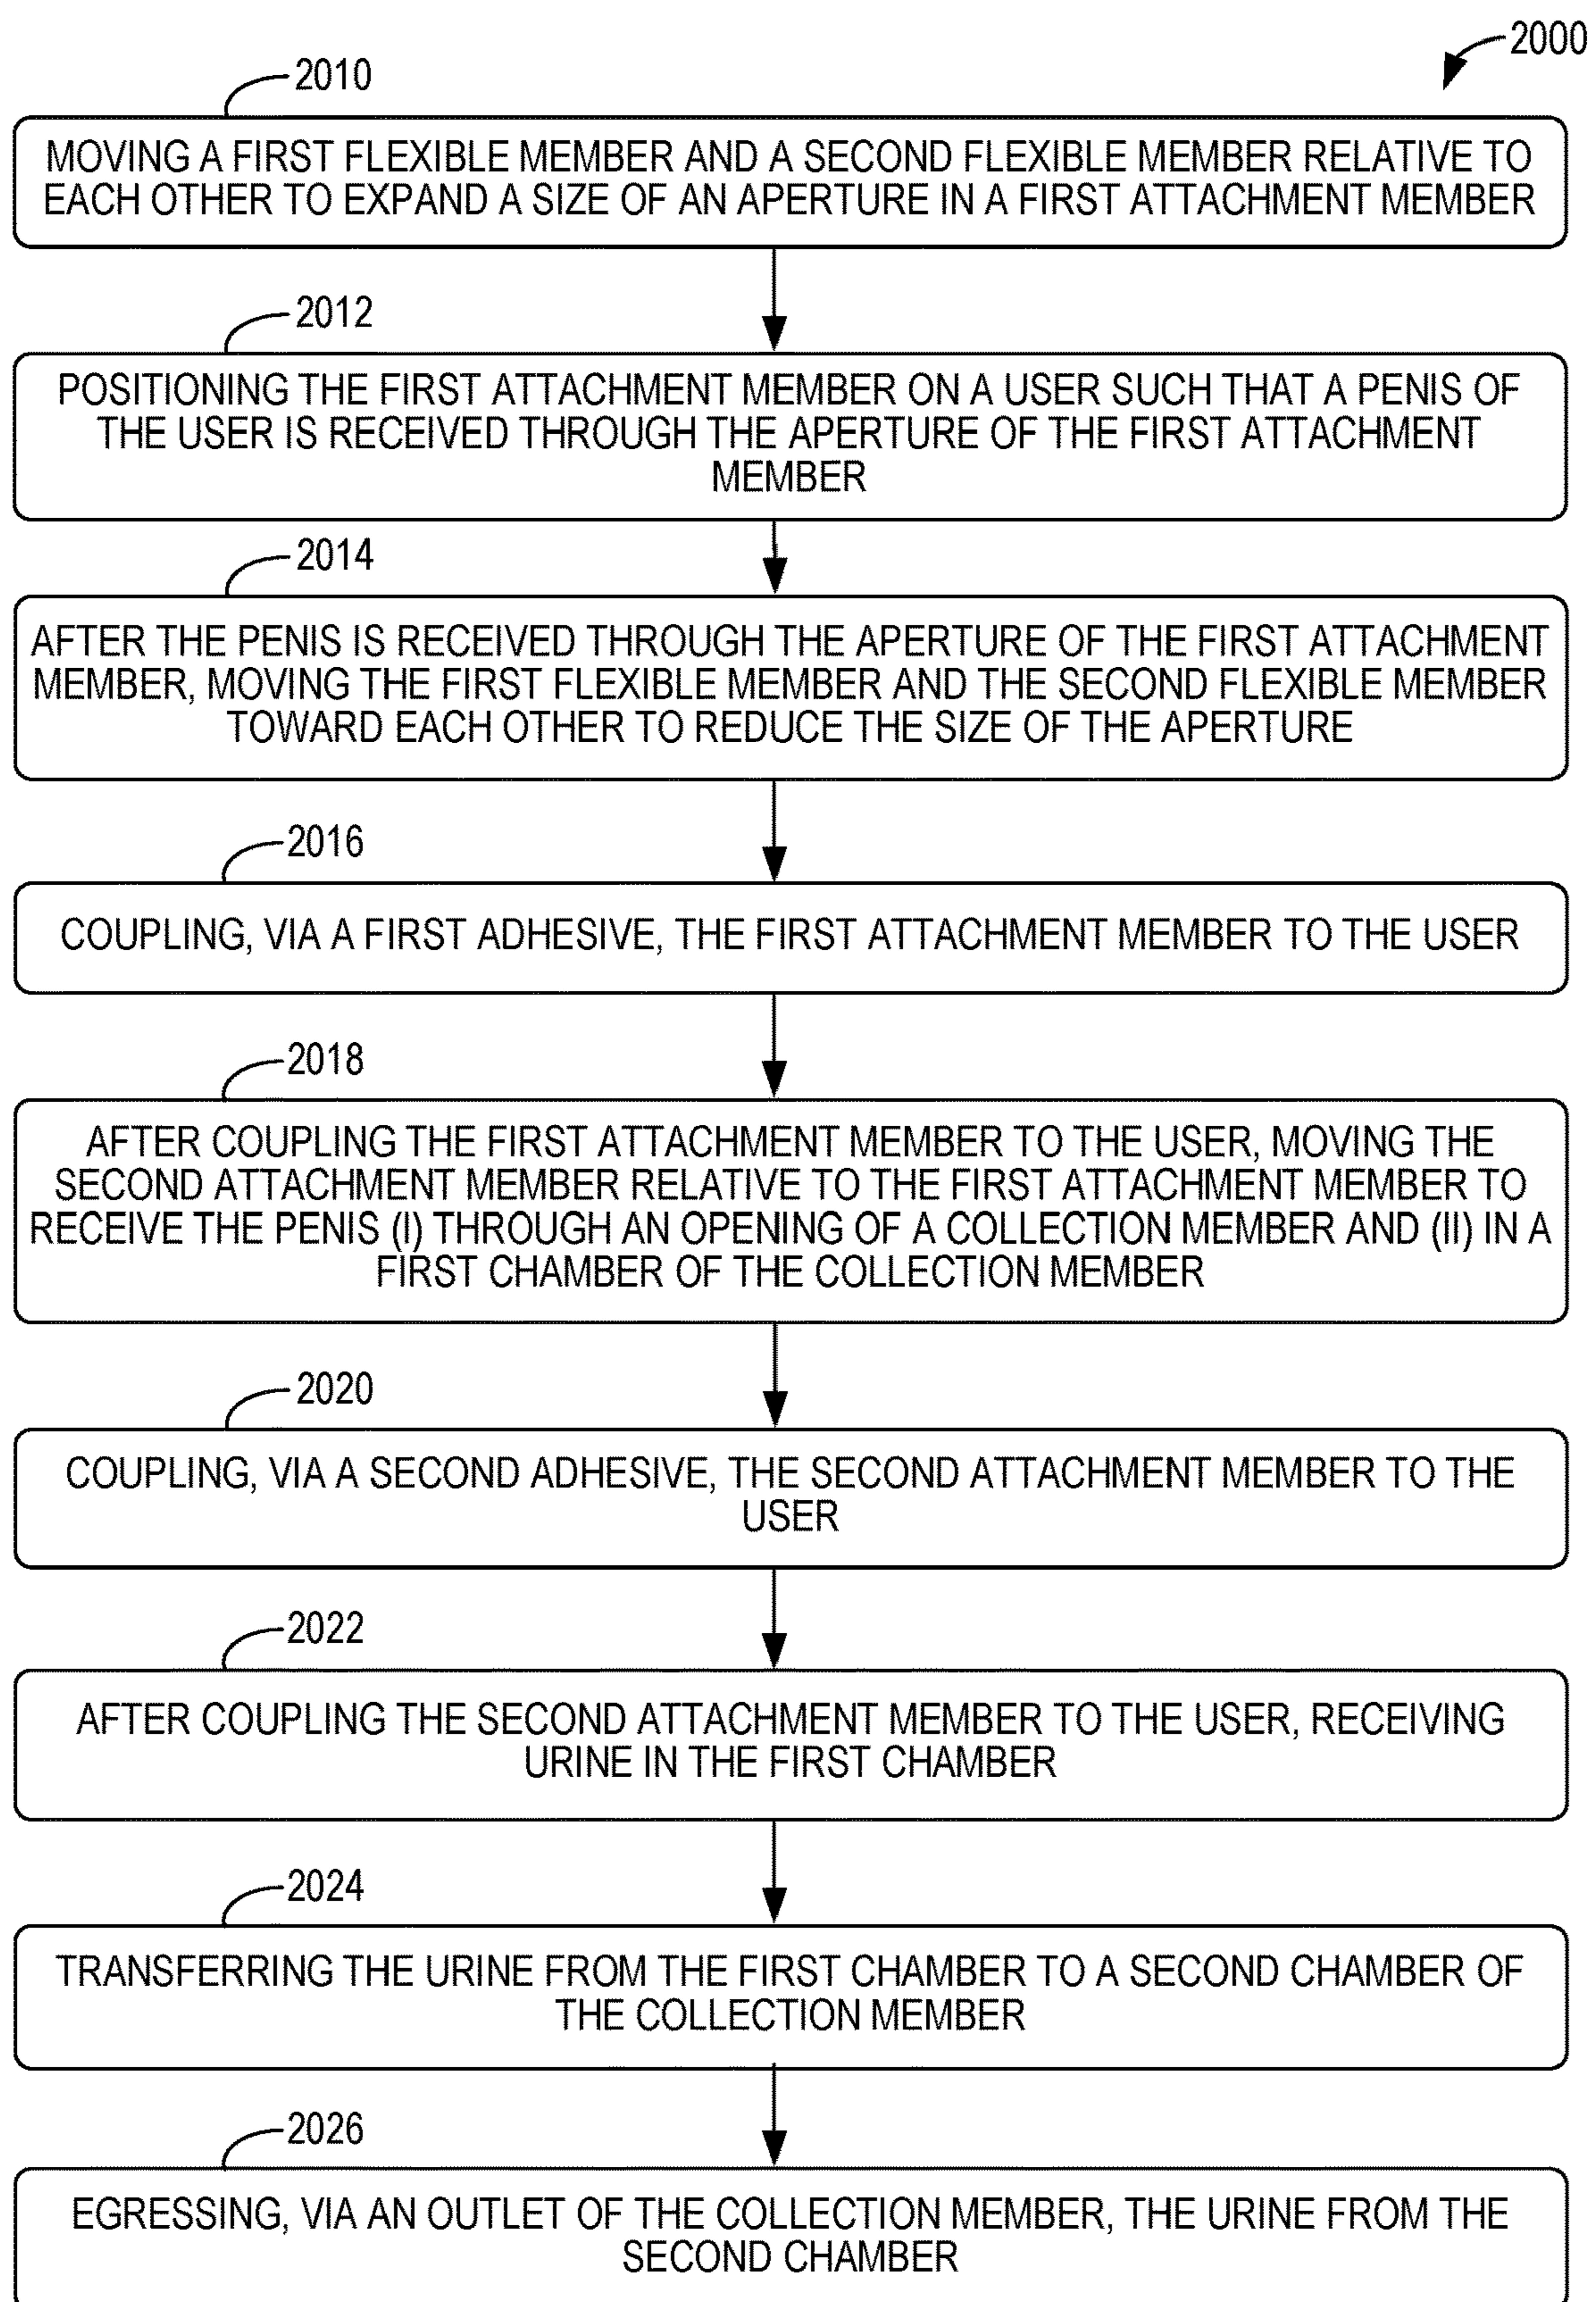 2000
2010
MOVING A FIRST FLEXIBLE MEMBER AND A SECOND FLEXIBLE MEMBER RELATIVE TO
EACH OTHER TO EXPAND A SIZE OF AN APERTURE IN A FIRST ATTACHMENT MEMBER
2012
POSITIONING THE FIRST ATTACHMENT MEMBER ON A USER SUCH THAT A PENIS OF
THE USER IS RECEIVED THROUGH THE APERTURE OF THE FIRST ATTACHMENT
MEMBER
2014
AFTER THE PENIS IS RECEIVED THROUGH THE APERTURE OF THE FIRST ATTACHMENT
MEMBER, MOVING THE FIRST FLEXIBLE MEMBER AND THE SECOND FLEXIBLE MEMBER
TOWARD EACH OTHER TO REDUCE THE SIZE OF THE APERTURE
2016
COUPLING, VIA A FIRST ADHESIVE, THE FIRST ATTACHMENT MEMBER TO THE USER
2018
AFTER COUPLING THE FIRST ATTACHMENT MEMBER TO THE USER, MOVING THE
SECOND ATTACHMENT MEMBER RELATIVE TO THE FIRST ATTACHMENT MEMBER TO
RECEIVE THE PENIS (I) THROUGH AN OPENING OF A COLLECTION MEMBER AND (II) IN A
FIRST CHAMBER OF THE COLLECTION MEMBER
2020
COUPLING, VIA A SECOND ADHESIVE, THE SECOND ATTACHMENT MEMBER TO THE
USER
2022
AFTER COUPLING THE SECOND ATTACHMENT MEMBER TO THE USER, RECEIVING
URINE IN THE FIRST CHAMBER
2024
TRANSFERRING THE URINE FROM THE FIRST CHAMBER TO A SECOND CHAMBER OF
THE COLLECTION MEMBER
2026
EGRESSING, VIA AN OUTLET OF THE COLLECTION MEMBER, THE URINE FROM THE
SECOND CHAMBER